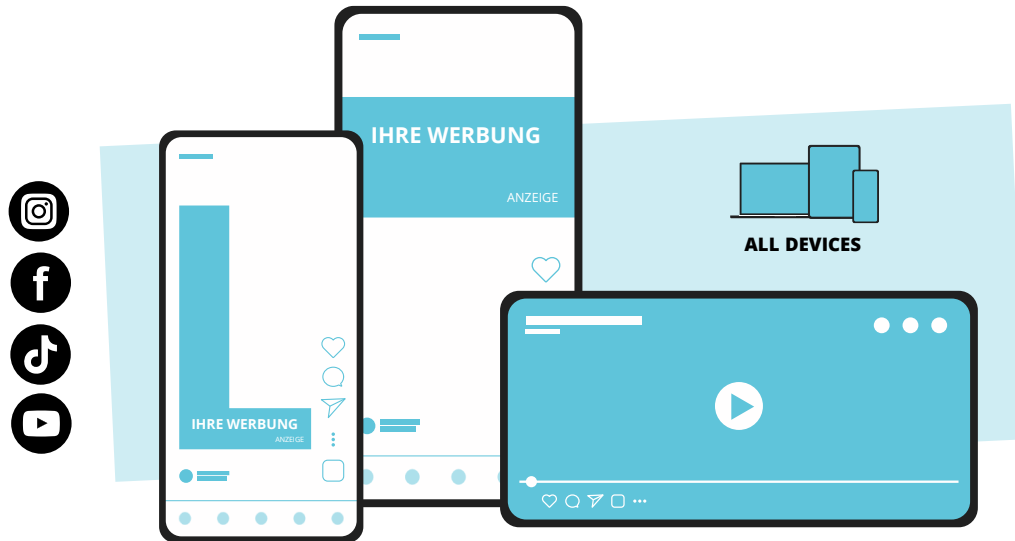 IHRE WERBUNG
ANZEIGE
ALL DEVICES
IHRE WERBUNG
ANZEIGE